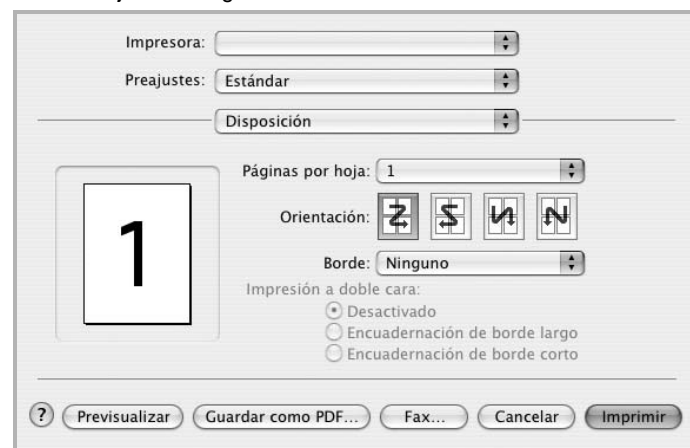 Impresora:
Preajustes: Estándar
Disposición
Páginas por hoja: 1
Orientación:
1
Borde: Ninguno
Impresión a doble cara:
Desactivado
Encuadernación de borde largo
Encuadernación de borde corto
? Previsualizar Guardar como PDF... Fax... Cancelar Imprimir